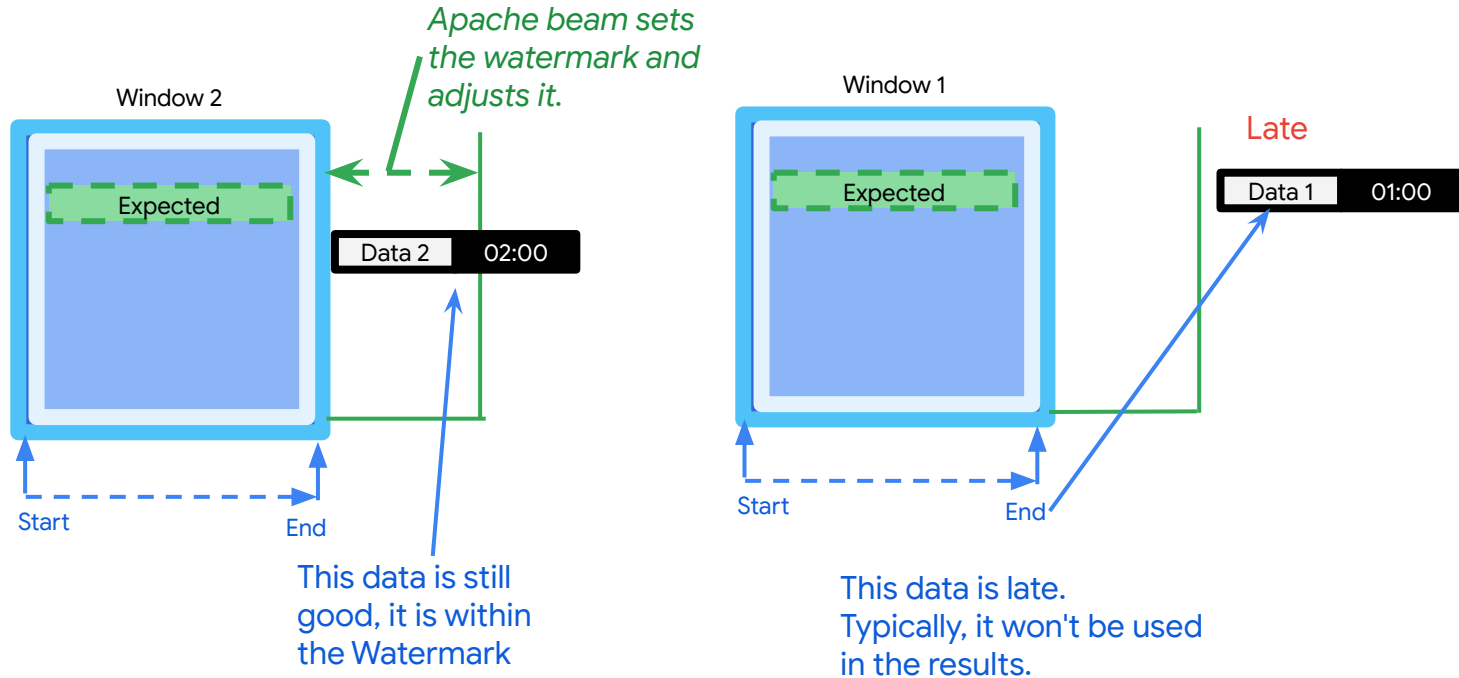 Apache beam sets
the watermark and
adjusts it.
Window 2
Expected
Data 2 02:00
Start
End
This data is still
good, it is within
the Watermark
Window 1
Late
Expected
Data 1 01:00
Start
End
This data is late.
Typically, it won't be used
in the results.